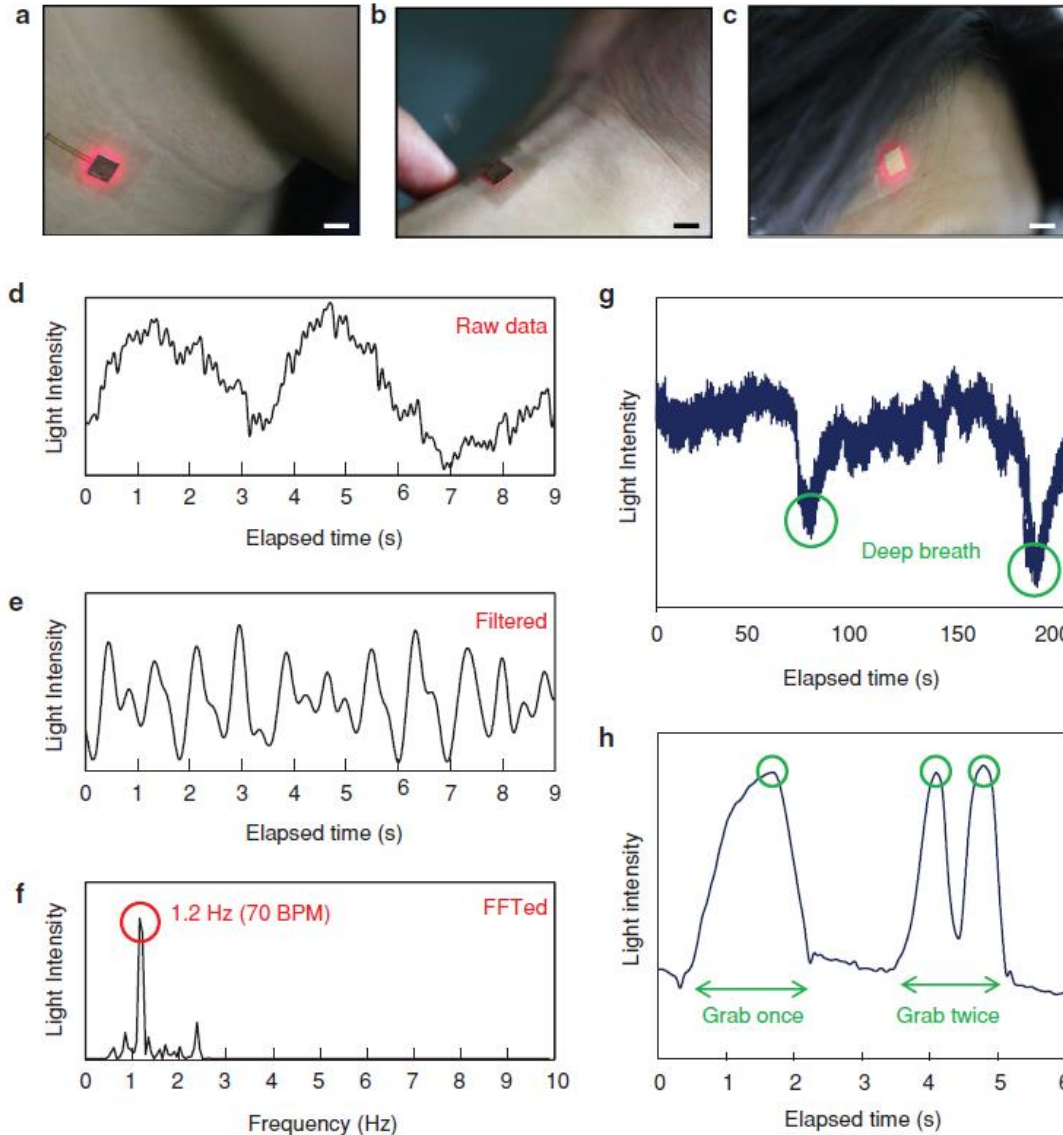 a
b
c
d
Light Intensity
Raw data
0 1 2 3 4 5 6 7 8 9
Elapsed time (s)
e
Light Intensity
Filtered
0 1 2 3 4 5 6 7 8 9
Elapsed time (s)
f
Light Intensity
1.2 Hz (70 BPM)
FFTed
0 1 2 3 4 5 6 7 8 9 10
Frequency (Hz)
g
Light Intensity
Deep breath
0 50 100 150 200
Elapsed time (s)
h
Light intensity
Grab once
Grab twice
0 1 2 3 4 5 6
Elapsed time (s)